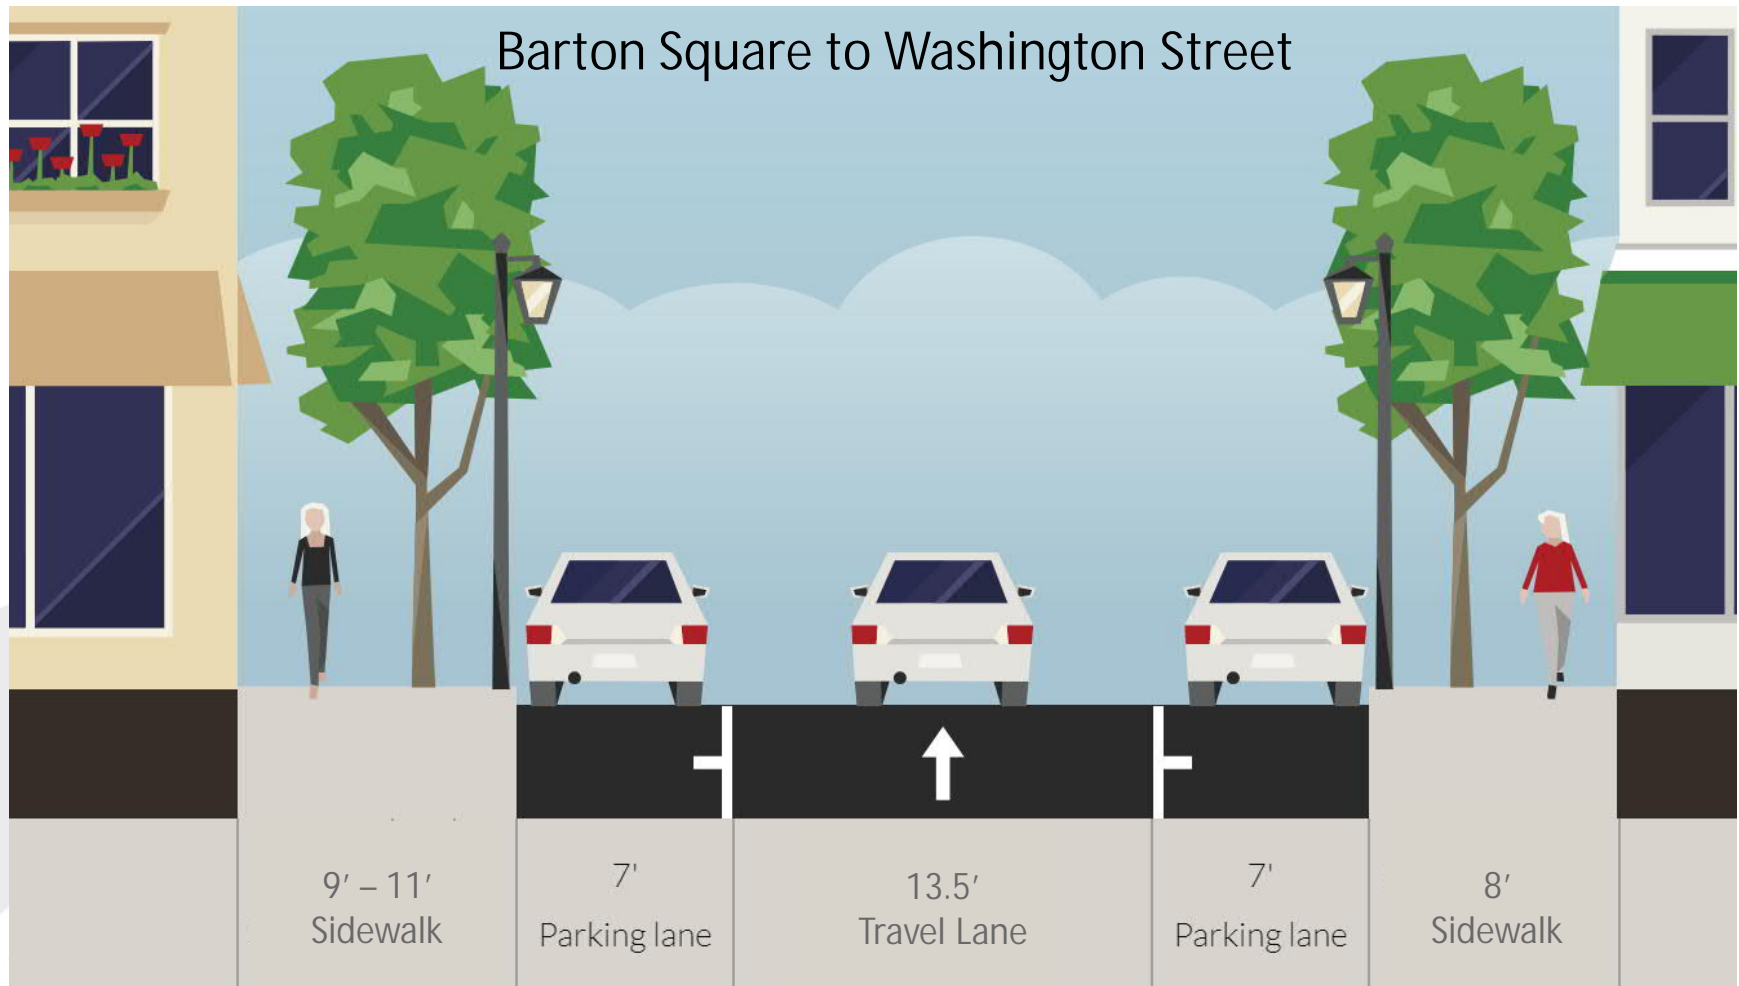 Barton Square to Washington Street
9′ – 11′
Sidewalk
7'
Parking lane
13.5′
Travel Lane
7'
Parking lane
8′
Sidewalk